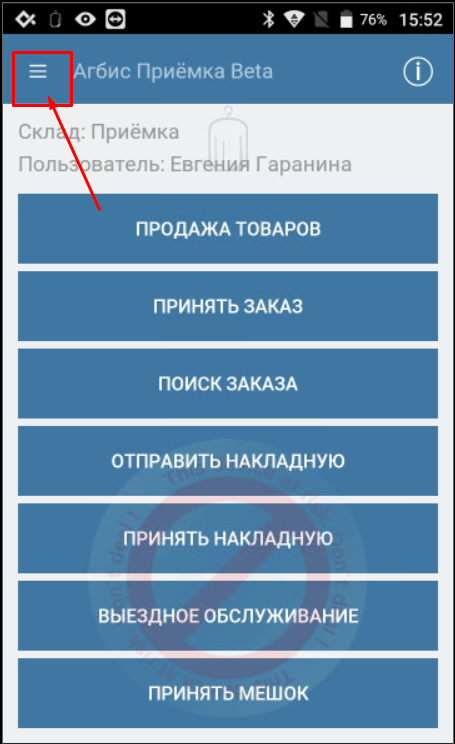 76% 15:52
Агбис Приёмка Beta
Склад: Приёмка
Пользователь: Евгения Гаранина
ПРОДАЖА ТОВАРОВ
ПРИНЯТЬ ЗАКАЗ
ПОИСК ЗАКАЗА
ОТПРАВИТЬ НАКЛАДНУЮ
ПРИНЯТЬ НАКЛАДНУЮ
ВЫЕЗДНОЕ ОБСЛУЖИВАНИЕ
ПРИНЯТЬ МЕШОК